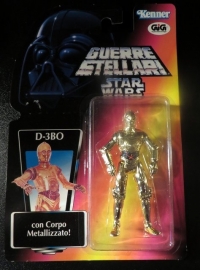 Kenner
GiG
GUERRE
STELLARI
STAR
WARS
D-3BO
con Corpo
Metallizzato!